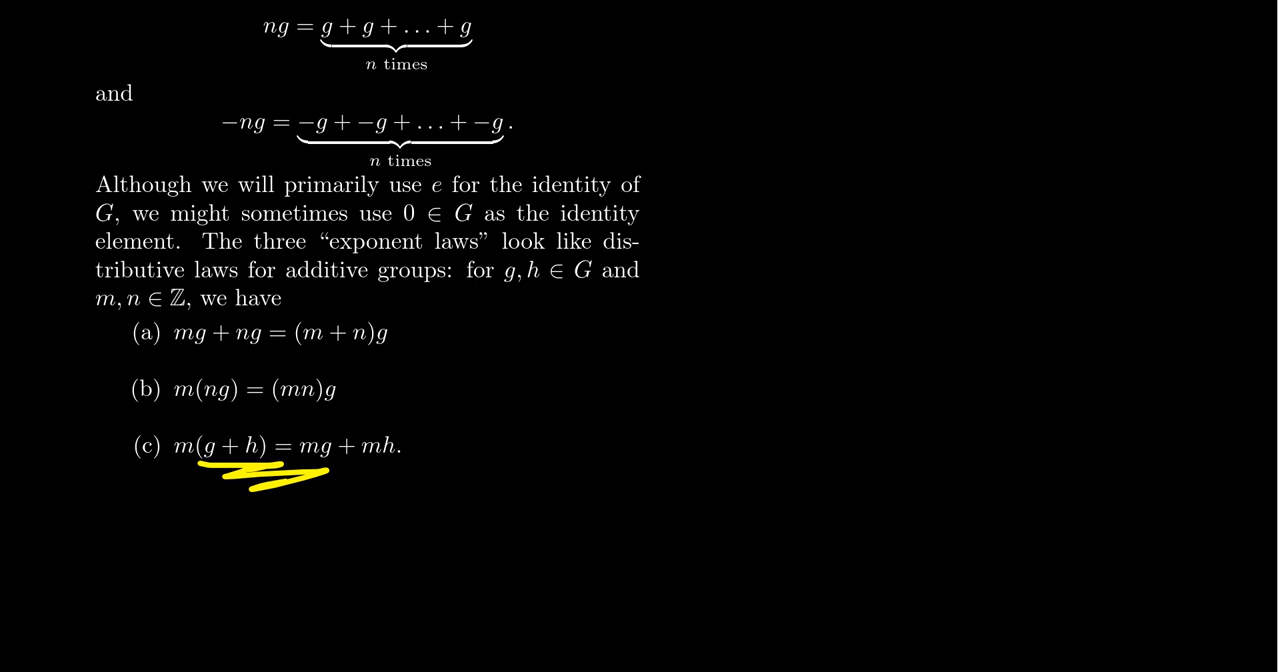 ng = g + g + . . . + g
n times
and
−ng = −g + −g + . . . + −g .
n times
Although we will primarily use e for the identity of
G, we might sometimes use 0 ∈ G as the identity
element. The three “exponent laws” look like dis-
tributive laws for additive groups: for g, h ∈ G and
m, n ∈ ℤ, we have
(a) mg + ng = (m + n)g
(b) m(ng) = (mn)g
(c) m(g + h) = mg + mh.